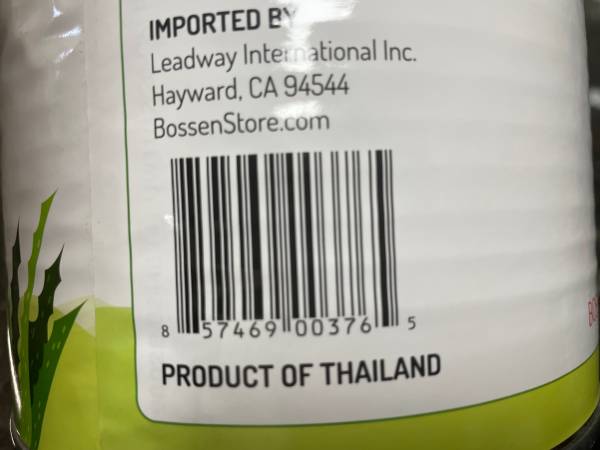 IMPORTED BY
Leadway International Inc.
Hayward, CA 94544
BossenStore.com
8 57469 00376 5
PRODUCT OF THAILAND